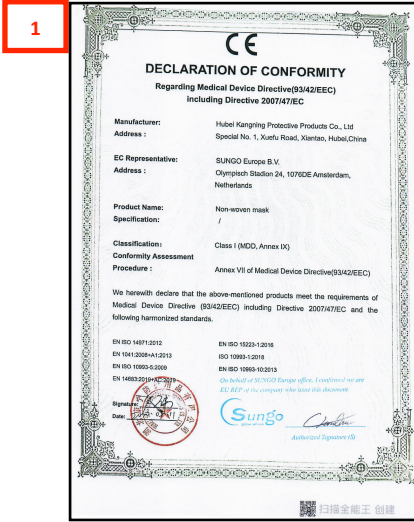 1
CE
DECLARATION OF CONFORMITY
Regarding Medical Device Directive(93/42/EEC)
including Directive 2007/47/EC
Manufacturer: Hubei Kangning Protective Products Co., Ltd
Address : Special No. 1, Xuefu Road, Xiantao, Hubei,China
EC Representative: SUNGO Europe B.V.
Address : Olympisch Stadion 24, 1076DE Amsterdam,
Netherlands
Product Name: Non-woven mask
Specification: /
Classification: Class I (MDD, Annex IX)
Conformity Assessment
Procedure : Annex VII of Medical Device Directive(93/42/EEC)
We herewith declare that the above-mentioned products meet the requirements of
Medical Device Directive (93/42/EEC) including Directive 2007/47/EC and the
following harmonized standards.
EN ISO 14971:2012 EN ISO 15223-1:2016
EN 1041:2008+A1:2013 ISO 10993-1:2018
EN ISO 10993-5:2009 EN ISO 10993-10:2013
EN 14683:2019+AC:2019 On behalf of SUNGO Europe office, I confirmed we are
EU REP of the company who issue this document.
Signature:
Date:
Sungo
Authorized Signature (S)
扫描全能王 创建